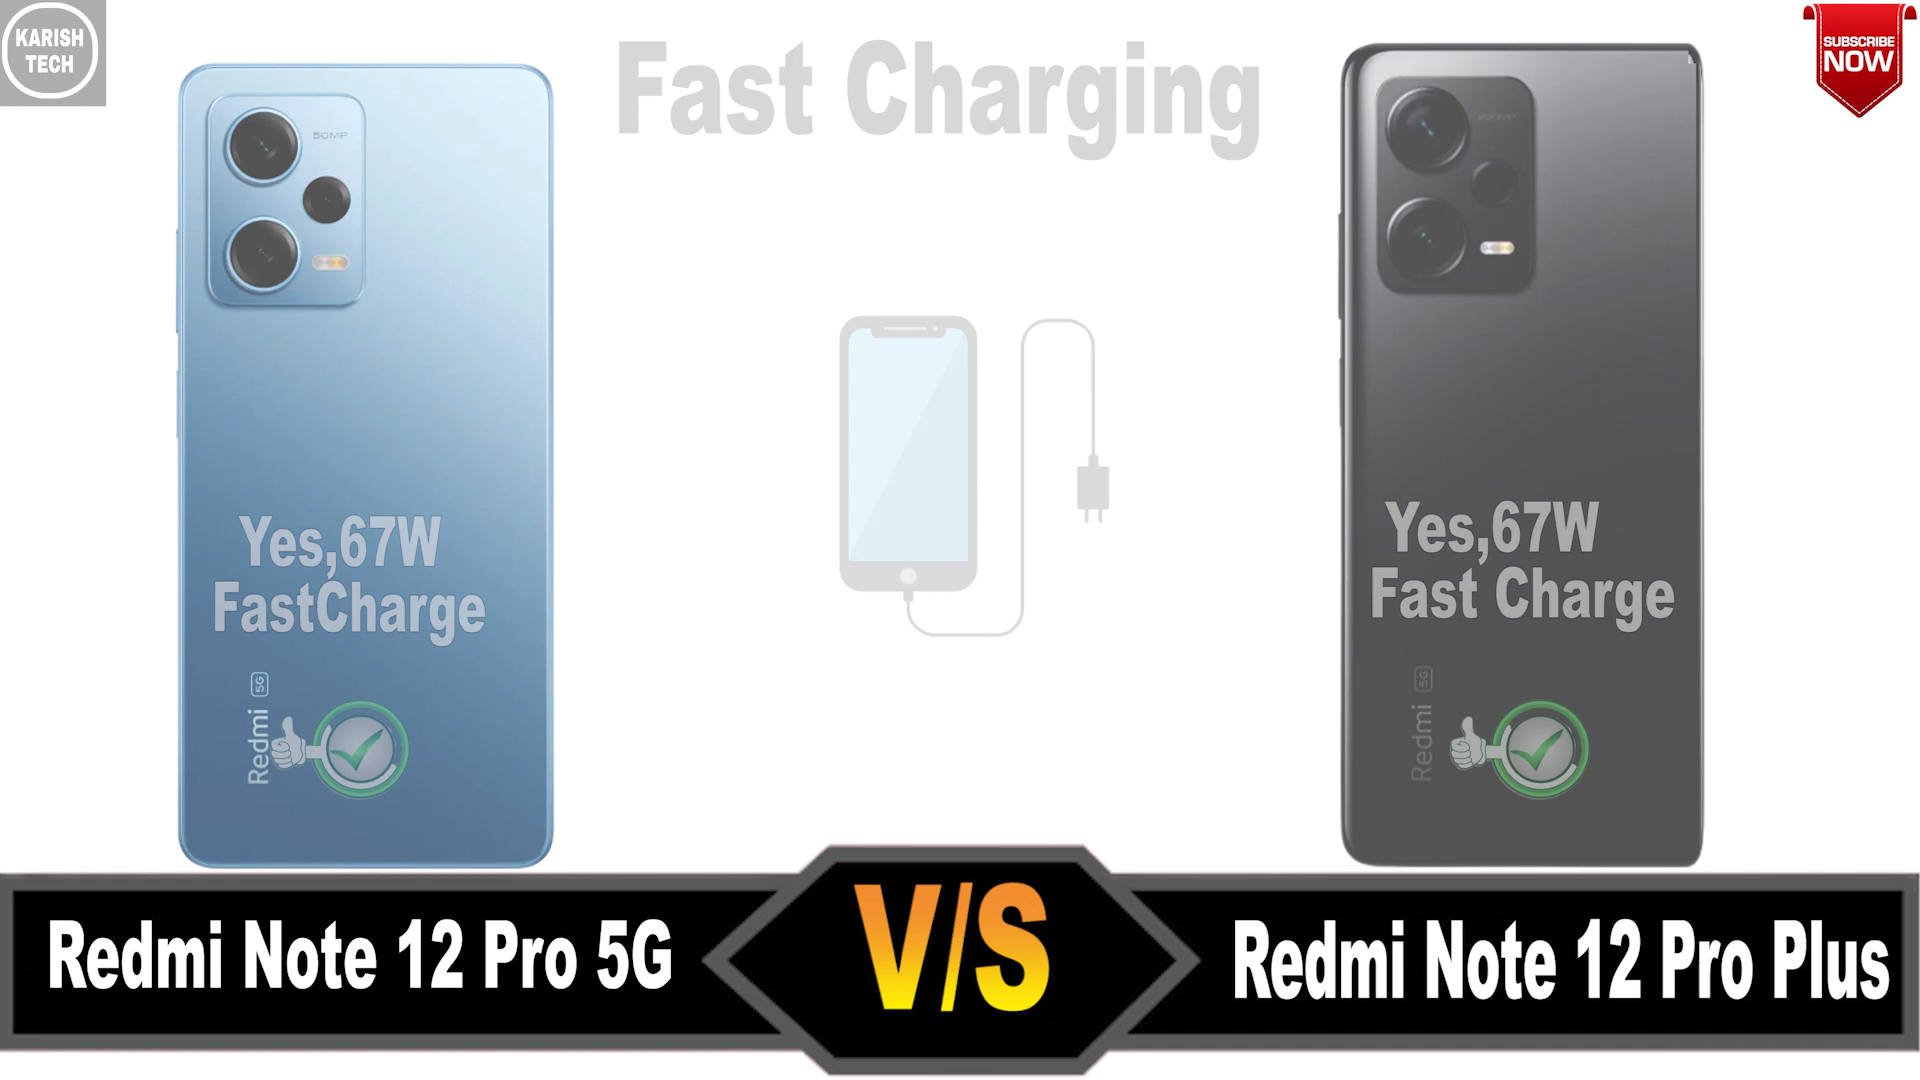 KARISH
TECH
Fast Charging
SUBSCRIBE
NOW
50MP
200MP
Yes,67W
FastCharge
Yes,67W
Fast Charge
Redmi 5G
Redmi 5G
Redmi Note 12 Pro 5G
V/S
Redmi Note 12 Pro Plus